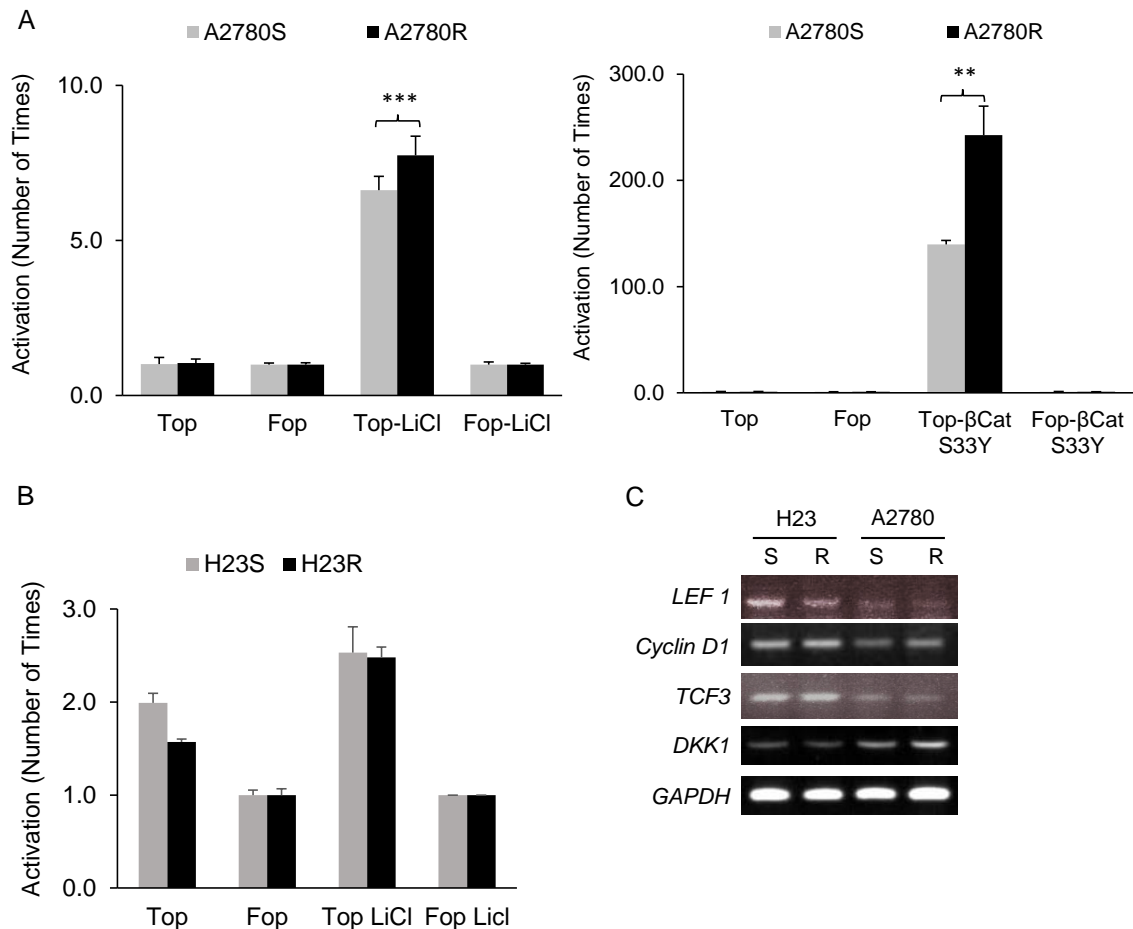 A
A2780S A2780R
Activation (Number of Times)
10.0
5.0
0.0
***
Top Fop Top-LiCl Fop-LiCl
A2780S A2780R
Activation (Number of Times)
300.0
200.0
100.0
0.0
**
Top Fop Top-βCat Fop-βCat
S33Y S33Y
B
H23S H23R
Activation (Number of Times)
3.0
2.0
1.0
0.0
Top Fop Top LiCl Fop Licl
C
H23 A2780
S R S R
LEF 1
Cyclin D1
TCF3
DKK1
GAPDH